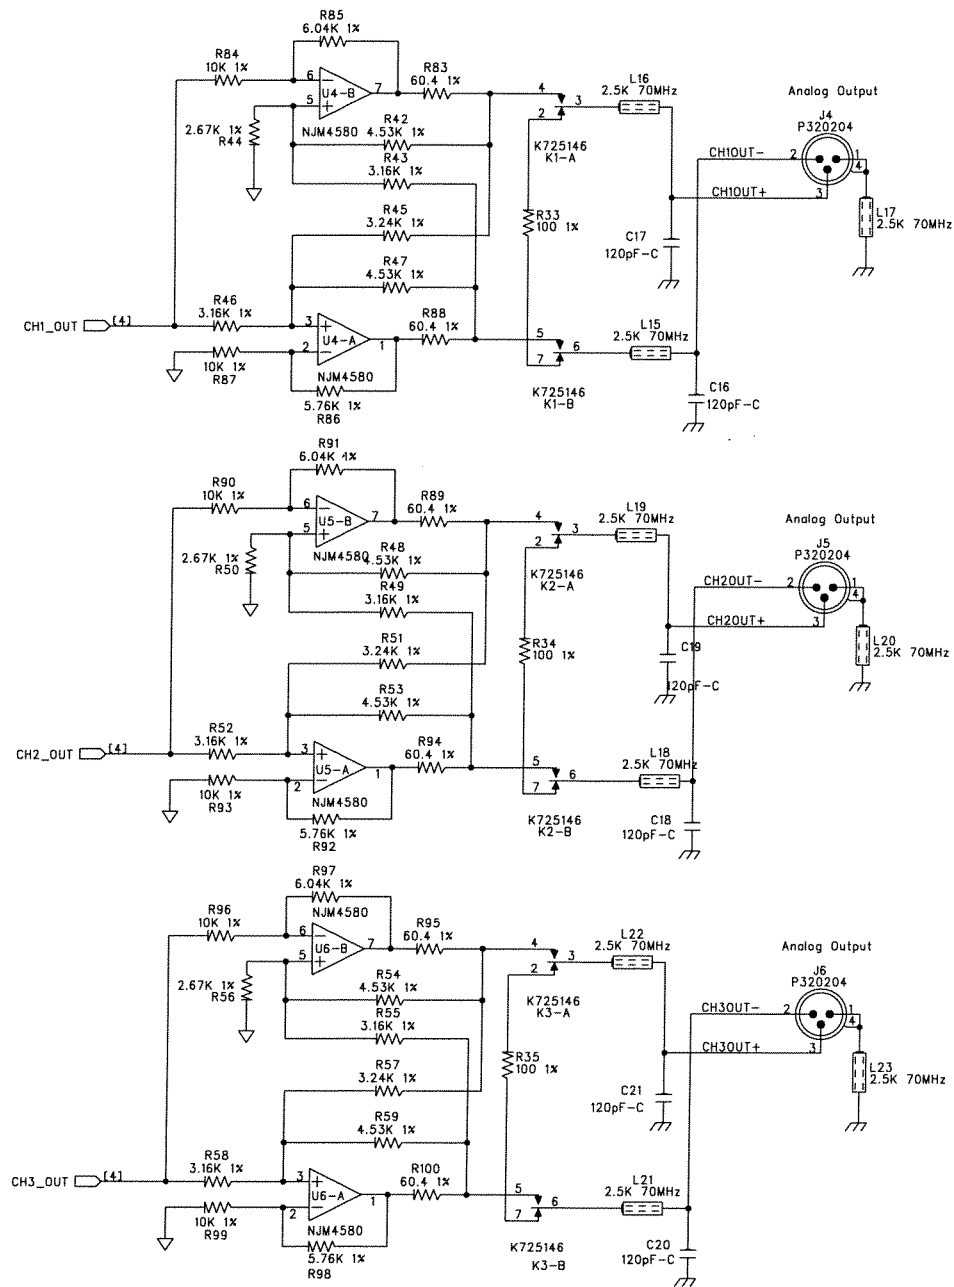 R85
6.04K 1%
R84
10K 1%
6
5
U4-B
7
R83
60.4 1%
2.67K 1%
R44
NJM4580
R42
4.53K 1%
R43
3.16K 1%
R45
3.24K 1%
R47
4.53K 1%
CH1_OUT
[4]
R46
3.16K 1%
10K 1%
R87
3
2
U4-A
1
NJM4580
5.76K 1%
R86
R88
60.4 1%
4
2
3
K725146
K1-A
R33
100 1%
5
7
6
K725146
K1-B
L16
2.5K 70MHz
L15
2.5K 70MHz
C17
120pF-C
C16
120pF-C
CH1OUT-
CH1OUT+
Analog Output
J4
P320204
2
1
4
3
L17
2.5K 70MHz
R91
6.04K 1%
R90
10K 1%
6
5
U5-B
7
R89
60.4 1%
2.67K 1%
R50
NJM4580
R48
4.53K 1%
R49
3.16K 1%
R51
3.24K 1%
R53
4.53K 1%
CH2_OUT
[4]
R52
3.16K 1%
10K 1%
R93
3
2
U5-A
1
NJM4580
5.76K 1%
R92
R94
60.4 1%
4
2
3
K725146
K2-A
R34
100 1%
5
7
6
K725146
K2-B
L19
2.5K 70MHz
L18
2.5K 70MHz
C19
120pF-C
C18
120pF-C
CH2OUT-
CH2OUT+
Analog Output
J5
P320204
2
1
4
3
L20
2.5K 70MHz
R97
6.04K 1%
NJM4580
R96
10K 1%
6
5
U6-B
7
R95
60.4 1%
2.67K 1%
R56
R54
4.53K 1%
R55
3.16K 1%
R57
3.24K 1%
R59
4.53K 1%
CH3_OUT
[4]
R58
3.16K 1%
10K 1%
R99
3
2
U6-A
1
NJM4580
5.76K 1%
R98
R100
60.4 1%
4
2
3
K725146
K3-A
R35
100 1%
5
7
6
K725146
K3-B
L22
2.5K 70MHz
L21
2.5K 70MHz
C21
120pF-C
C20
120pF-C
CH3OUT-
CH3OUT+
Analog Output
J6
P320204
2
1
4
3
L23
2.5K 70MHz